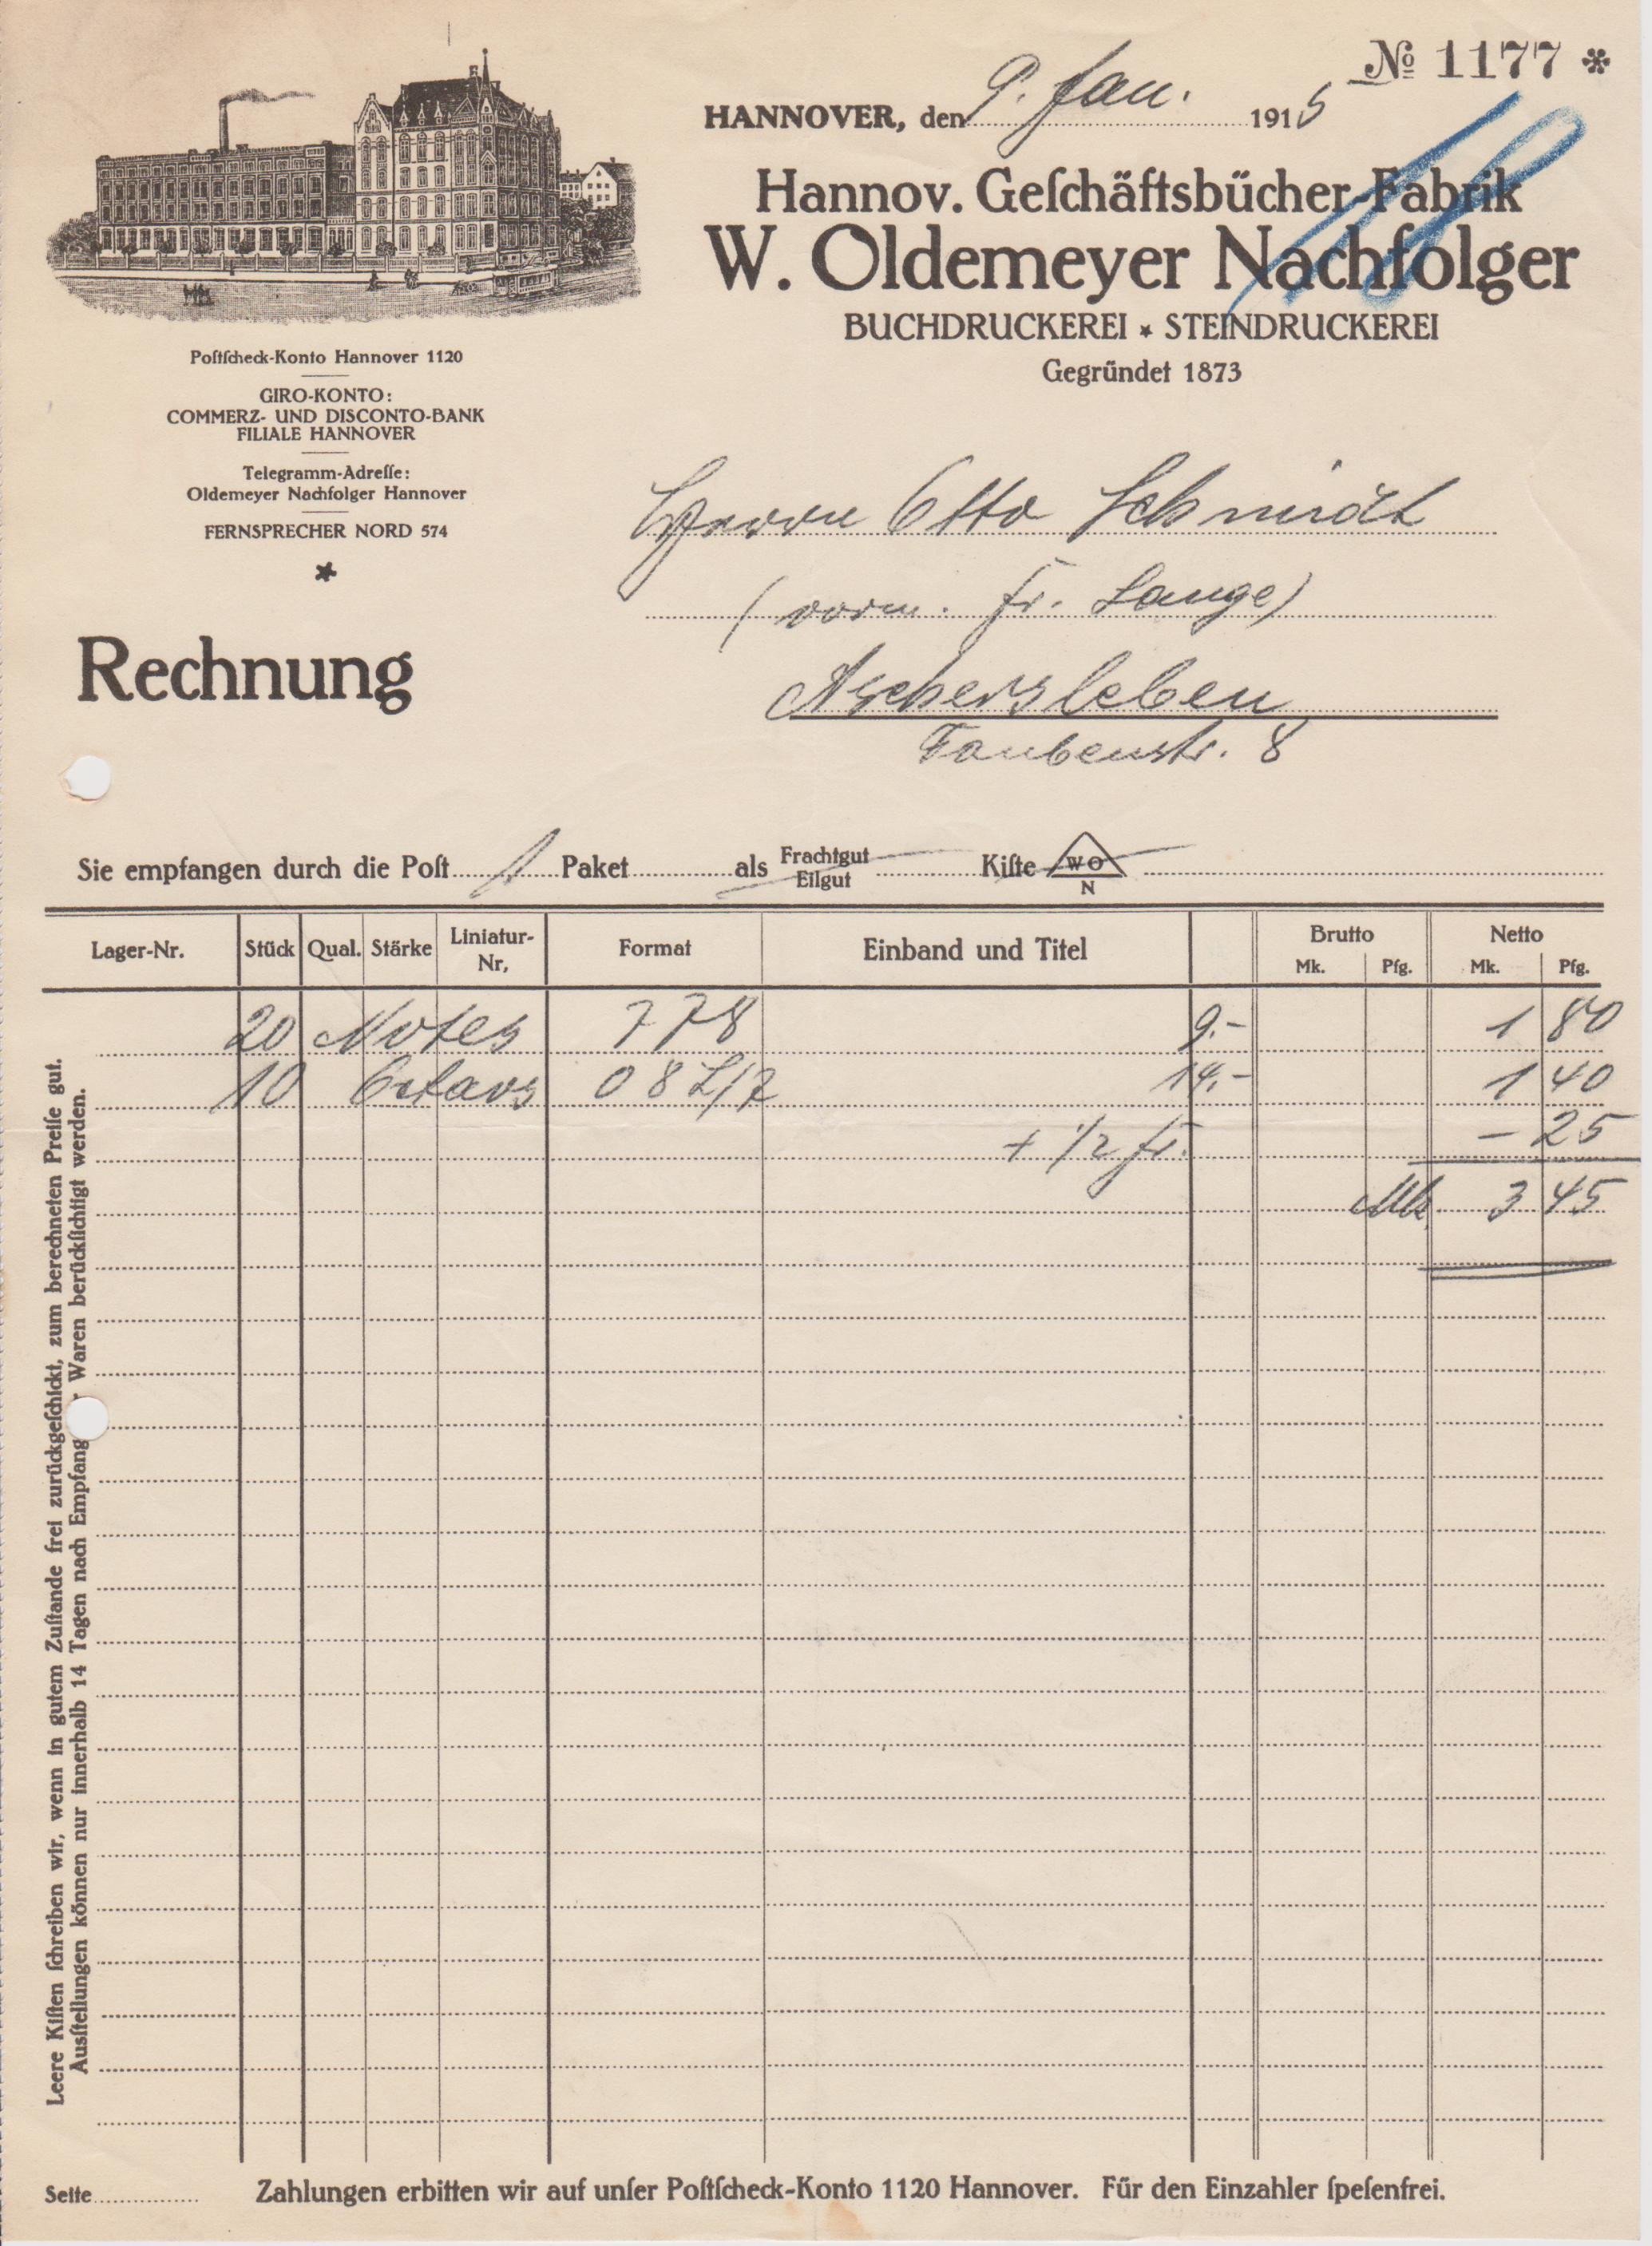 No 1177 *
HANNOVER, den 9. Jan. 1915
Hannov. Geſchäftsbücher-Fabrik
W. Oldemeyer Nachfolger
BUCHDRUCKEREI * STEINDRUCKEREI
Gegründet 1873
Poſtſcheck-Konto Hannover 1120
GIRO-KONTO:
COMMERZ- UND DISCONTO-BANK
FILIALE HANNOVER
Telegramm-Adreſſe:
Oldemeyer Nachfolger Hannover
FERNSPRECHER NORD 574
*
Herrn Otto Schmidt
(vorm. Fr. Lange)
Aschersleben
Taubenstr. 8
Rechnung
Sie empfangen durch die Poſt 1 Paket als Frachtgut Eilgut Kiſte WO N
Lager-Nr. Stück Qual. Stärke Liniatur-Nr, Format Einband und Titel Brutto Mk. Pfg. Netto Mk. Pfg.
20 Notes 778 9.- 1 80
10 Octavs 08 L/7 14.- 1 40
+ 1/2 fr. - 25
Mk 3 45
Leere Kiſten ſchreiben wir, wenn in gutem Zuſtande frei zurückgeſchickt, zum berechneten Preiſe gut.
Ausſtellungen können nur innerhalb 14 Tagen nach Empfang Waren berückſichtigt werden.
Seite
Zahlungen erbitten wir auf unſer Poſtſcheck-Konto 1120 Hannover. Für den Einzahler ſpeſenfrei.